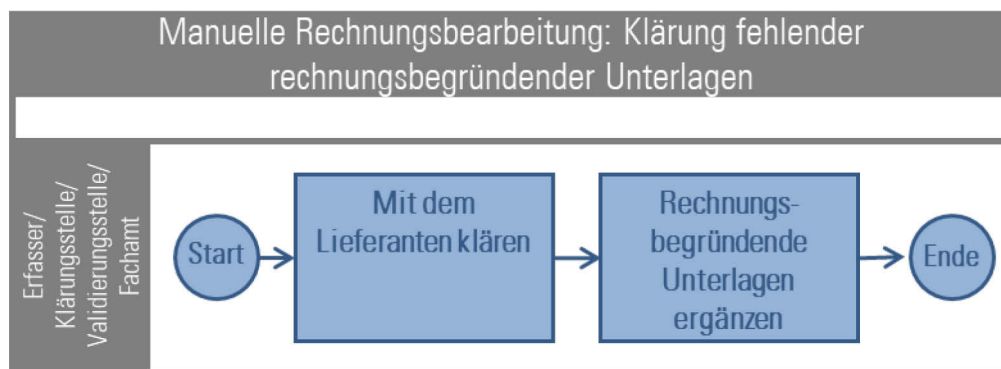 Manuelle Rechnungsbearbeitung: Klärung fehlender
rechnungsbegründender Unterlagen
Erfasser/
Klärungsstelle/
Validierungsstelle/
Fachamt
Start
Mit dem
Lieferanten klären
Rechnungs-
begründende
Unterlagen
ergänzen
Ende